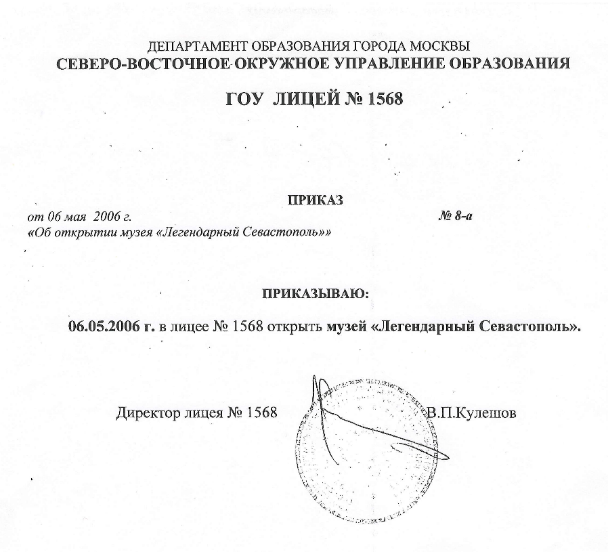 ДЕПАРТАМЕНТ ОБРАЗОВАНИЯ ГОРОДА МОСКВЫ
СЕВЕРО-ВОСТОЧНОЕ ОКРУЖНОЕ УПРАВЛЕНИЕ ОБРАЗОВАНИЯ
ГОУ ЛИЦЕЙ № 1568
ПРИКАЗ
от 06 мая 2006 г. № 8-а
«Об открытии музея «Легендарный Севастополь»»
ПРИКАЗЫВАЮ:
06.05.2006 г. в лицее № 1568 открыть музей «Легендарный Севастополь».
Директор лицея № 1568 В.П.Кулешов